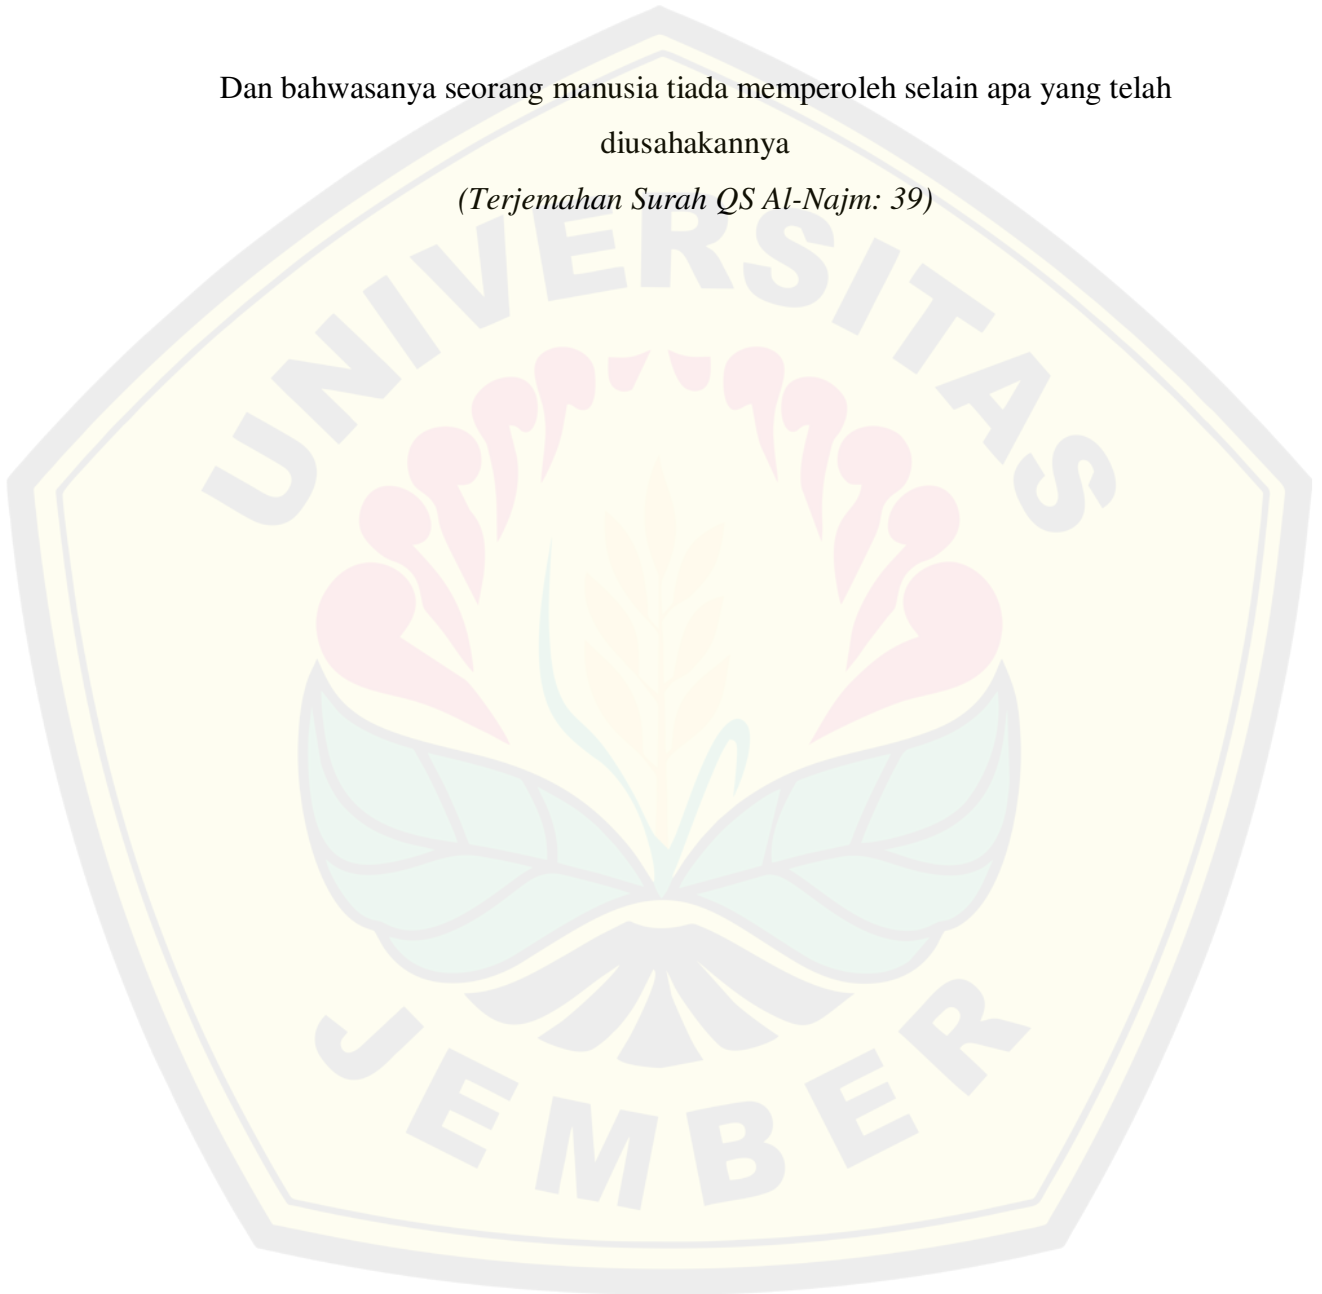 Dan bahwasanya seorang manusia tiada memperoleh selain apa yang telah
diusahakannya
(Terjemahan Surah QS Al-Najm: 39)
UNIVERSITAS
JEMBER